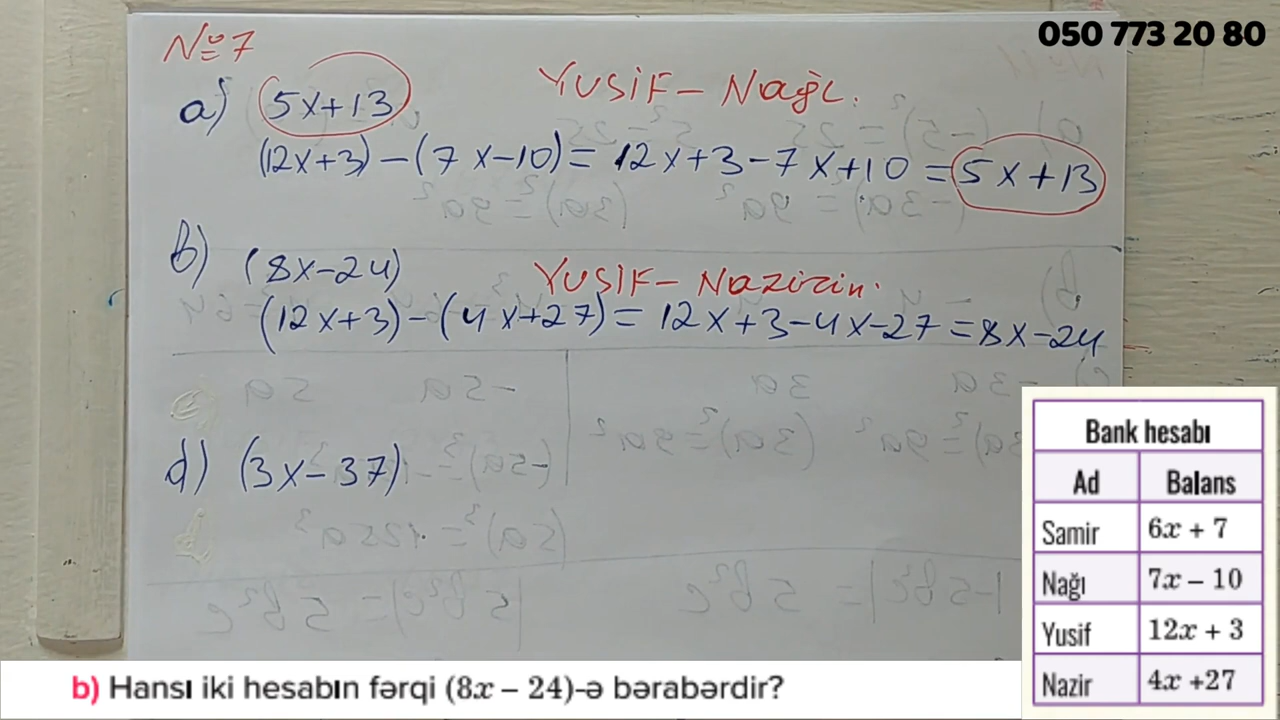 050 773 20 80
№7
a) 5x+13 YUSİF - Nağı.
(12x+3)-(7x-10)= 12x+3-7x+10 = 5x+13
b) (8x-24) YUSİF - Nazirin.
(12x+3)-(4x+27)= 12x+3-4x-27=8x-24
d) (3x-37)
Bank hesabı
Ad Balans
Samir 6x + 7
Nağı 7x – 10
Yusif 12x + 3
Nazir 4x +27
b) Hansı iki hesabın fərqi (8x – 24)-ə bərabərdir?